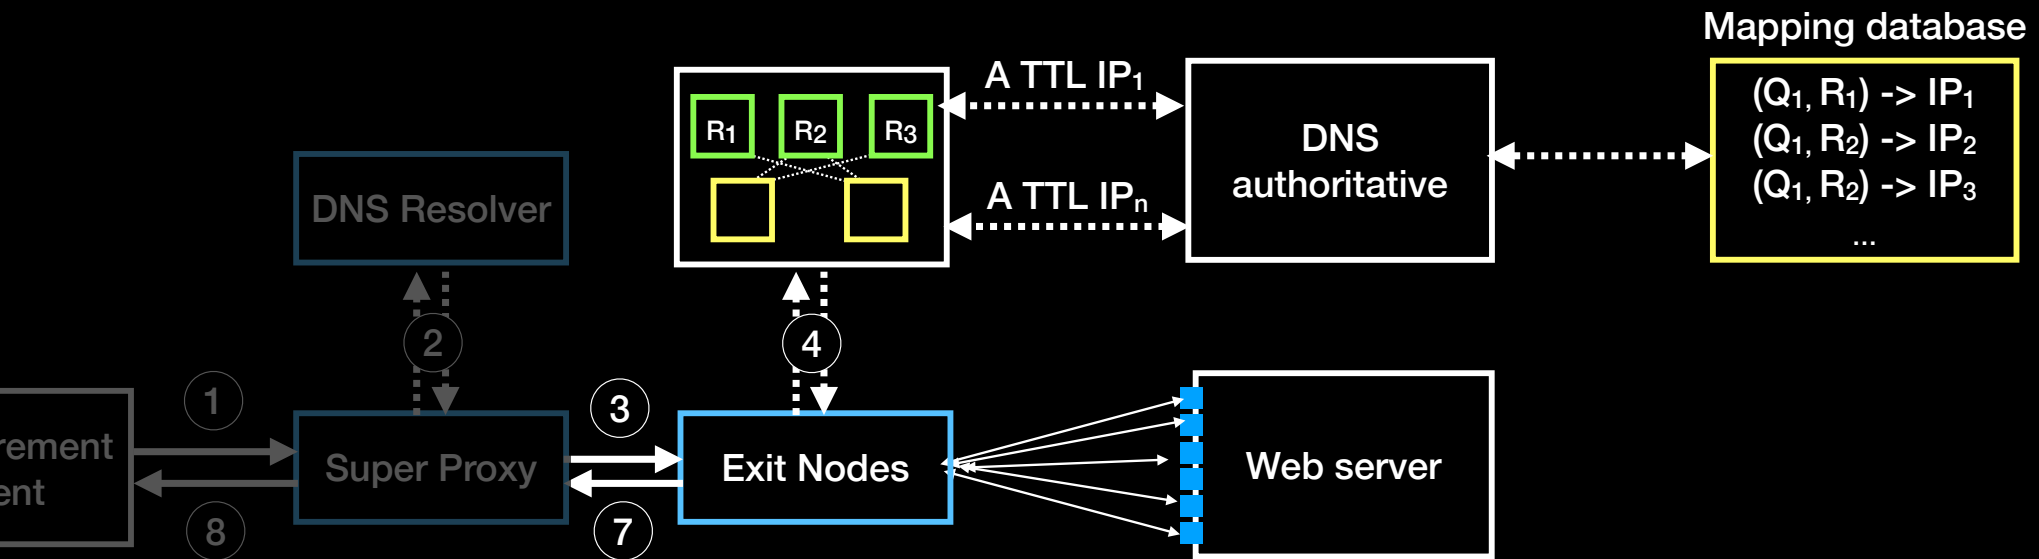 Mapping database
A TTL IP₁
(Q₁, R₁) -> IP₁
(Q₁, R₂) -> IP₂
(Q₁, R₂) -> IP₃
...
R₁ R₂ R₃
DNS
authoritative
DNS Resolver
A TTL IPₙ
2
4
1
3
rement
ent
Super Proxy
Exit Nodes
Web server
8
7